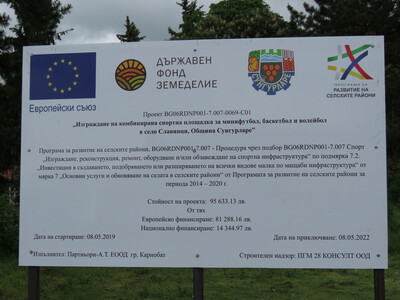 Европейски съюз
ДЪРЖАВЕН
ФОНД
ЗЕМЕДЕЛИЕ
СУНГУРЛАРЕ
ПРОГРАМА ЗА
РАЗВИТИЕ НА
СЕЛСКИТЕ РАЙОНИ
Проект BG06RDNP001-7.007-0069-C01
„Изграждане на комбинирана спортна площадка за минифутбол, баскетбол и волейбол
в село Славянци, Община Сунгурларе"
Програма за развитие на селските райони, BG06RDNP001-7.007 - Процедура чрез подбор BG06RDNP001-7.007 Спорт
„Изграждане, реконструкция, ремонт, оборудване и/или обзавеждане на спортна инфраструктура" по подмярка 7.2.
„Инвестиции в създаването, подобряването или разширяването на всички видове малка по мащаби инфраструктура" от
мярка 7 „Основни услуги и обновяване на селата в селските райони" от Програмата за развитие на селските райони за
периода 2014 – 2020 г.
Стойност на проекта: 95 633.13 лв.
От тях
Европейско финансиране: 81 288.16 лв.
Национално финансиране: 14 344.97 лв.
Дата на стартиране: 08.05.2019
Дата на приключване: 08.05.2022
Изпълнител: Партньори-А.Т. ЕООД гр. Карнобат
Строителен надзор: ПГМ 28 КОНСУЛТ ООД